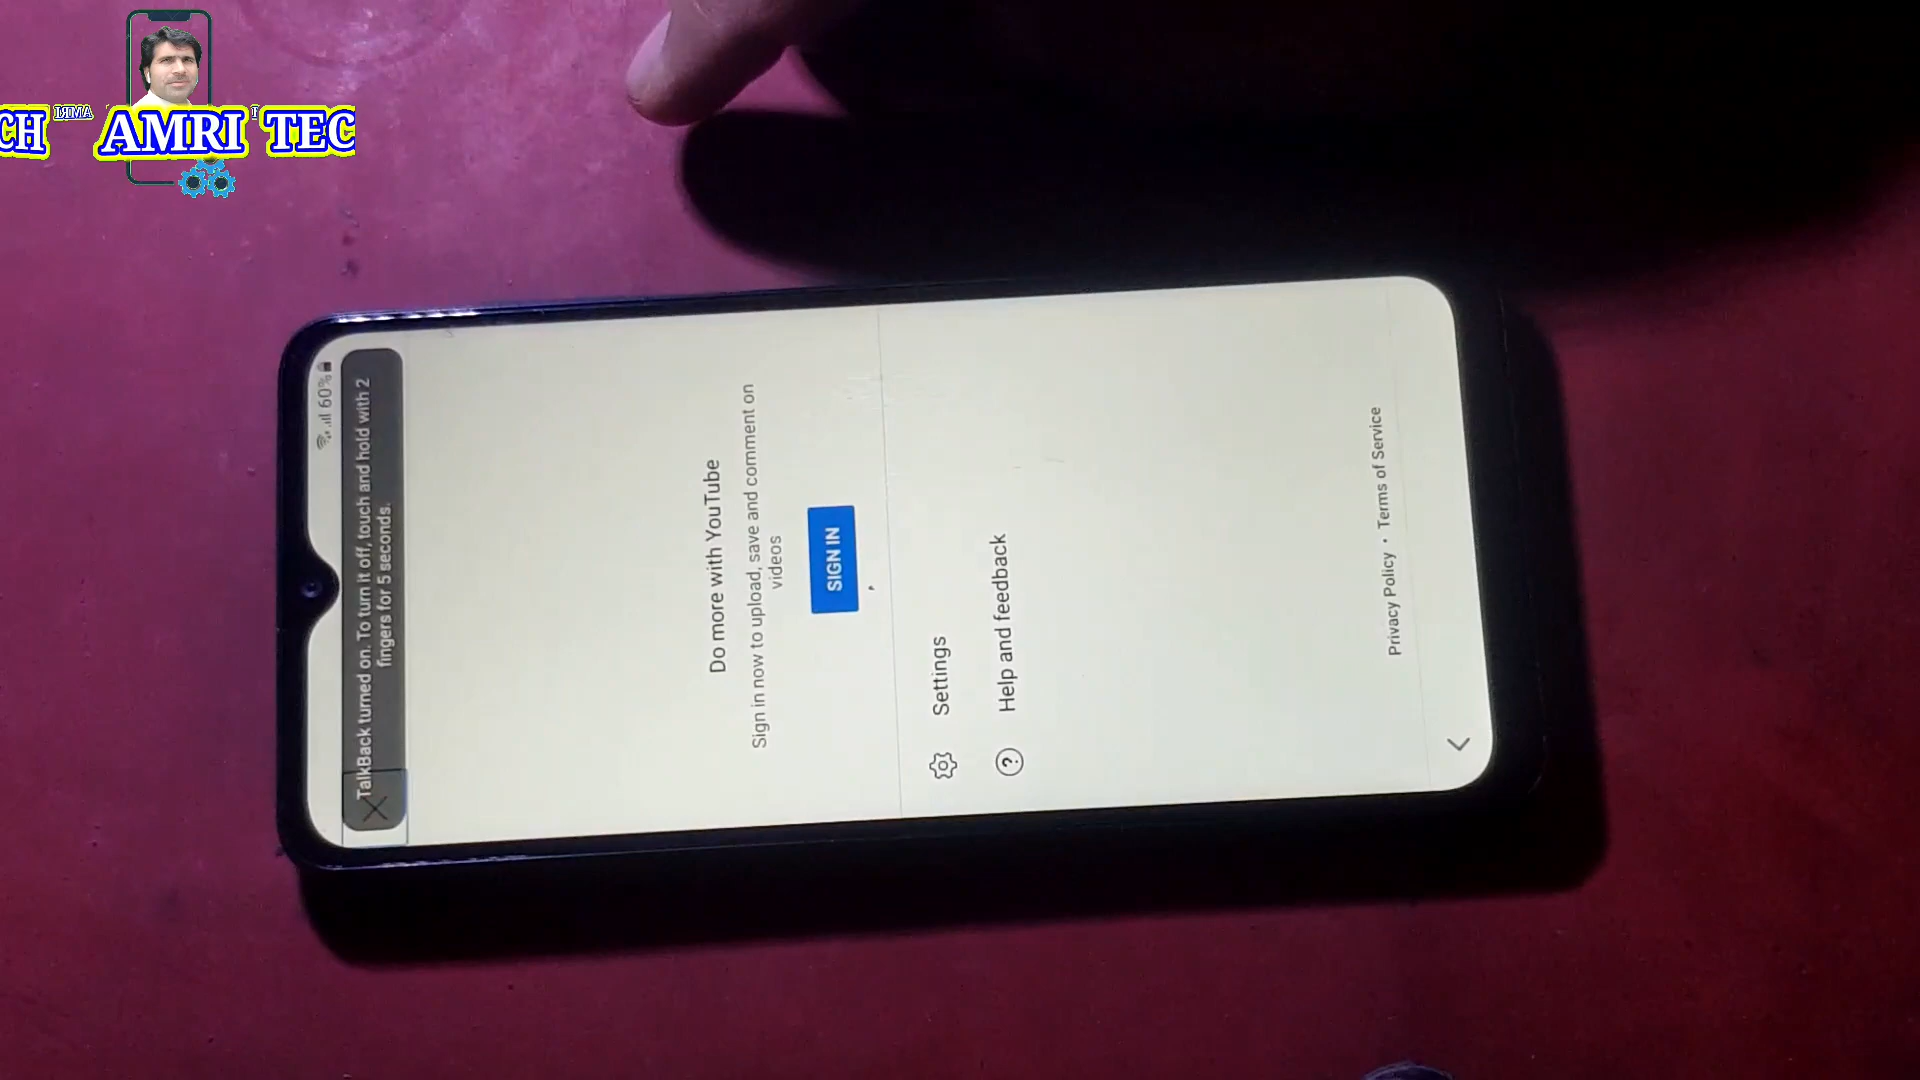 CH AMRI TEC
AMRI
60%
TalkBack turned on. To turn it off, touch and hold with 2
fingers for 5 seconds.
Do more with YouTube
Sign in now to upload, save and comment on
videos
SIGN IN
Settings
Help and feedback
Privacy Policy • Terms of Service